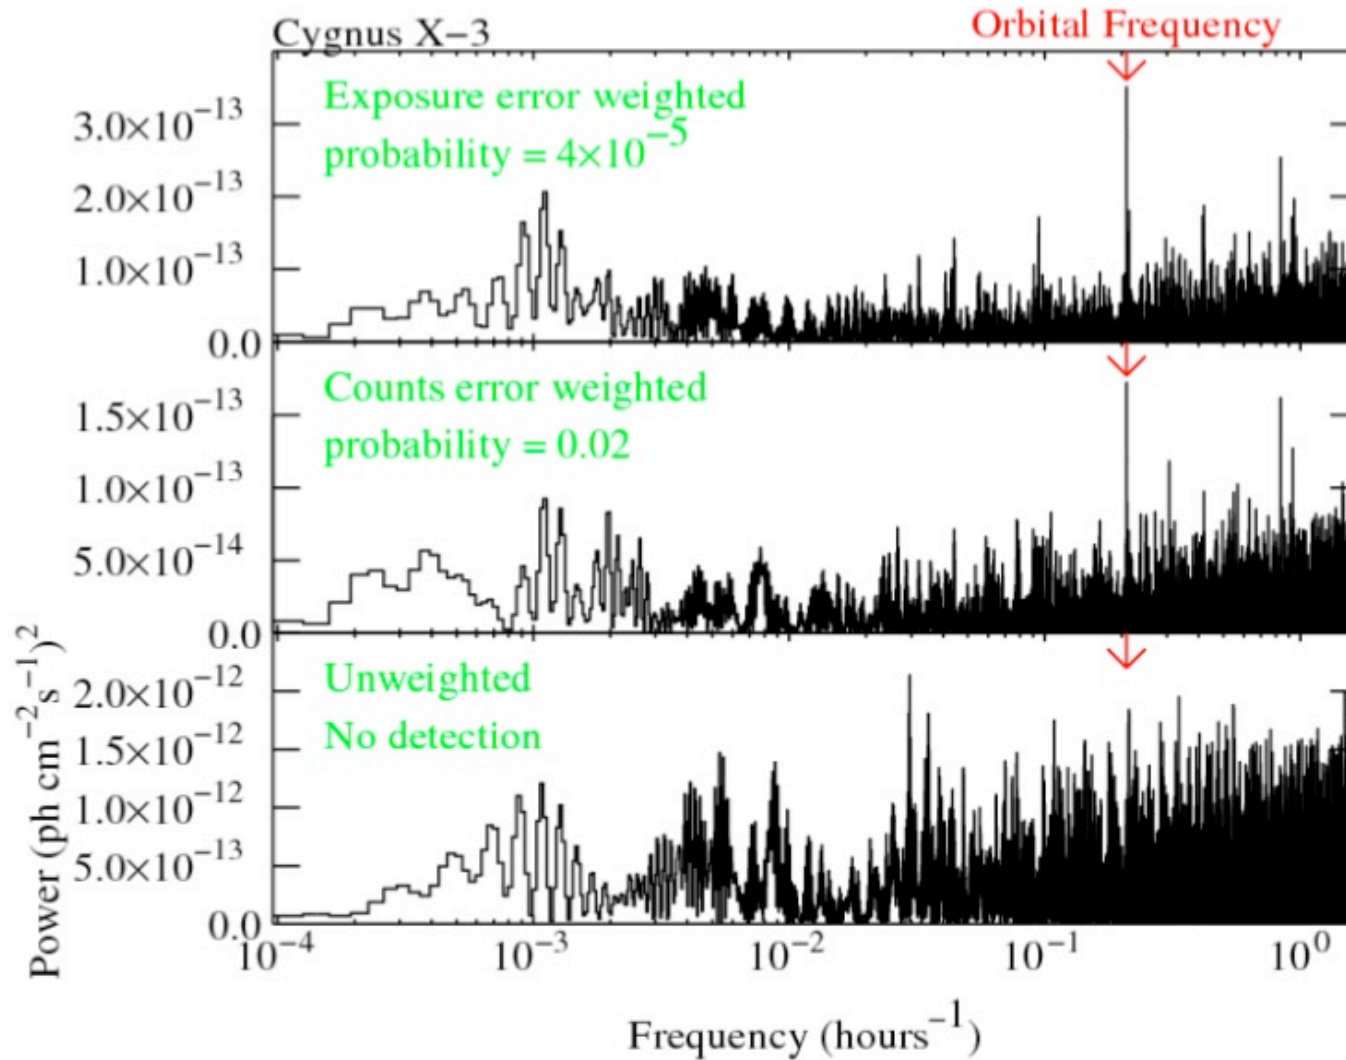 Cygnus X−3
Orbital Frequency
Exposure error weighted
probability = 4×10⁻⁵
3.0×10⁻¹³
2.0×10⁻¹³
1.0×10⁻¹³
0.0
Counts error weighted
probability = 0.02
1.5×10⁻¹³
1.0×10⁻¹³
5.0×10⁻¹⁴
0.0
Unweighted
No detection
2.0×10⁻¹²
1.5×10⁻¹²
1.0×10⁻¹²
5.0×10⁻¹³
0.0
Power (ph cm⁻²s⁻¹)²
10⁻⁴ 10⁻³ 10⁻² 10⁻¹ 10⁰
Frequency (hours⁻¹)